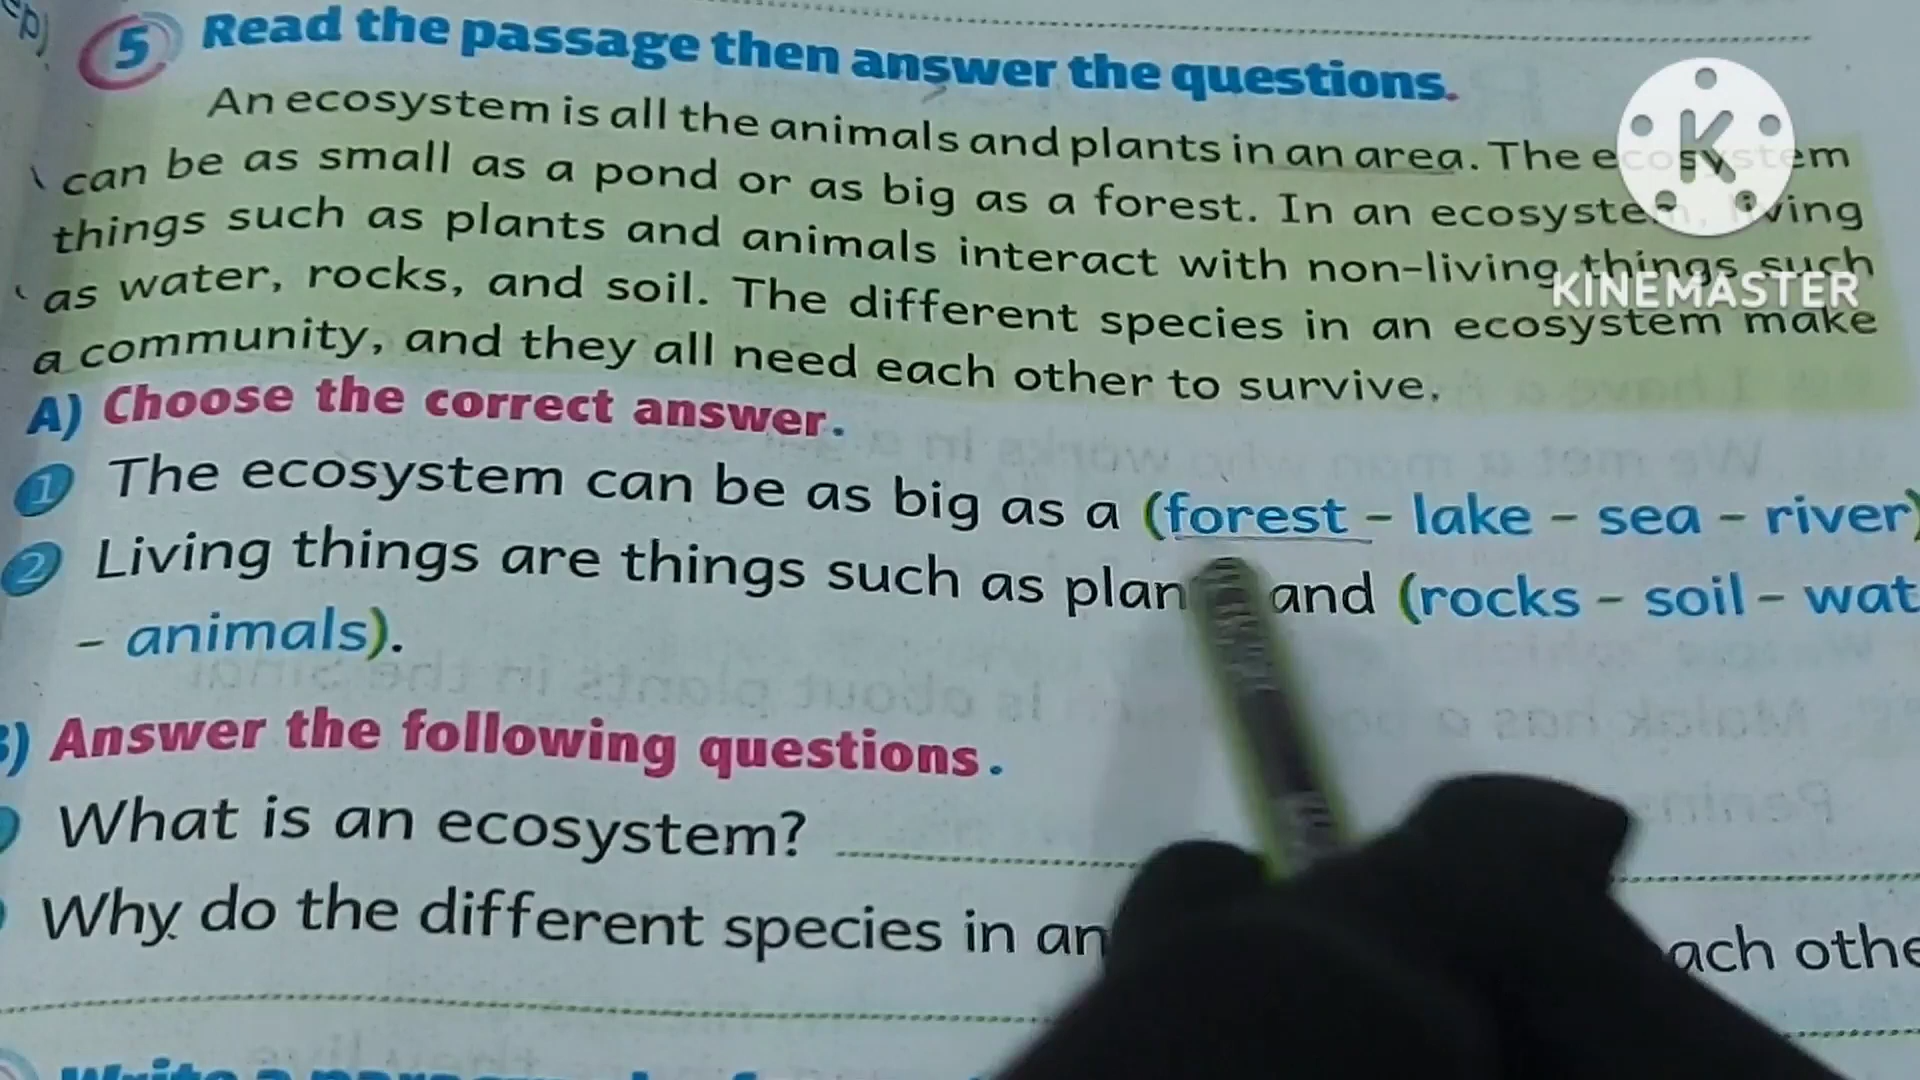 5 Read the passage then answer the questions.
An ecosystem is all the animals and plants in an area. The ecosystem
can be as small as a pond or as big as a forest. In an ecosystem, living
things such as plants and animals interact with non-living things such
as water, rocks, and soil. The different species in an ecosystem make
a community, and they all need each other to survive.
KINEMASTER
A) Choose the correct answer.
1 The ecosystem can be as big as a (forest - lake - sea - river)
2 Living things are things such as plan and (rocks - soil - wat
- animals).
) Answer the following questions.
What is an ecosystem?
Why do the different species in an ach othe